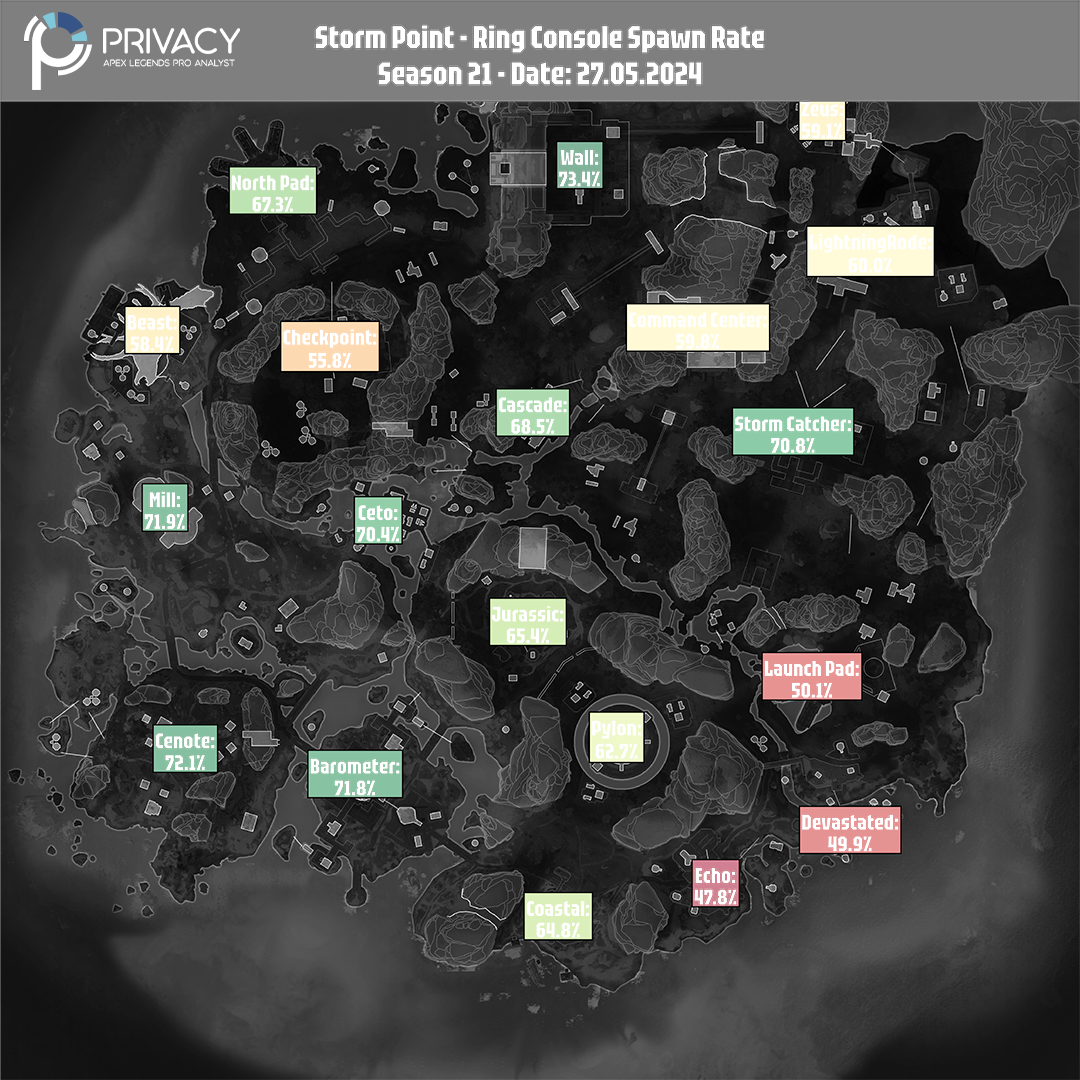 PRIVACY
APEX LEGENDS PRO ANALYST
Storm Point - Ring Console Spawn Rate
Season 21 - Date: 27.05.2024
Zeus:
59.1%
Wall:
73.4%
North Pad:
67.3%
LightningRode:
60.0%
Beast:
58.4%
Checkpoint:
55.8%
Command Center:
59.8%
Cascade:
68.5%
Storm Catcher:
70.8%
Mill:
71.9%
Ceto:
70.4%
Jurassic:
65.4%
Launch Pad:
50.1%
Cenote:
72.1%
Pylon:
62.7%
Barometer:
71.8%
Devastated:
49.9%
Echo:
47.8%
Coastal:
64.8%